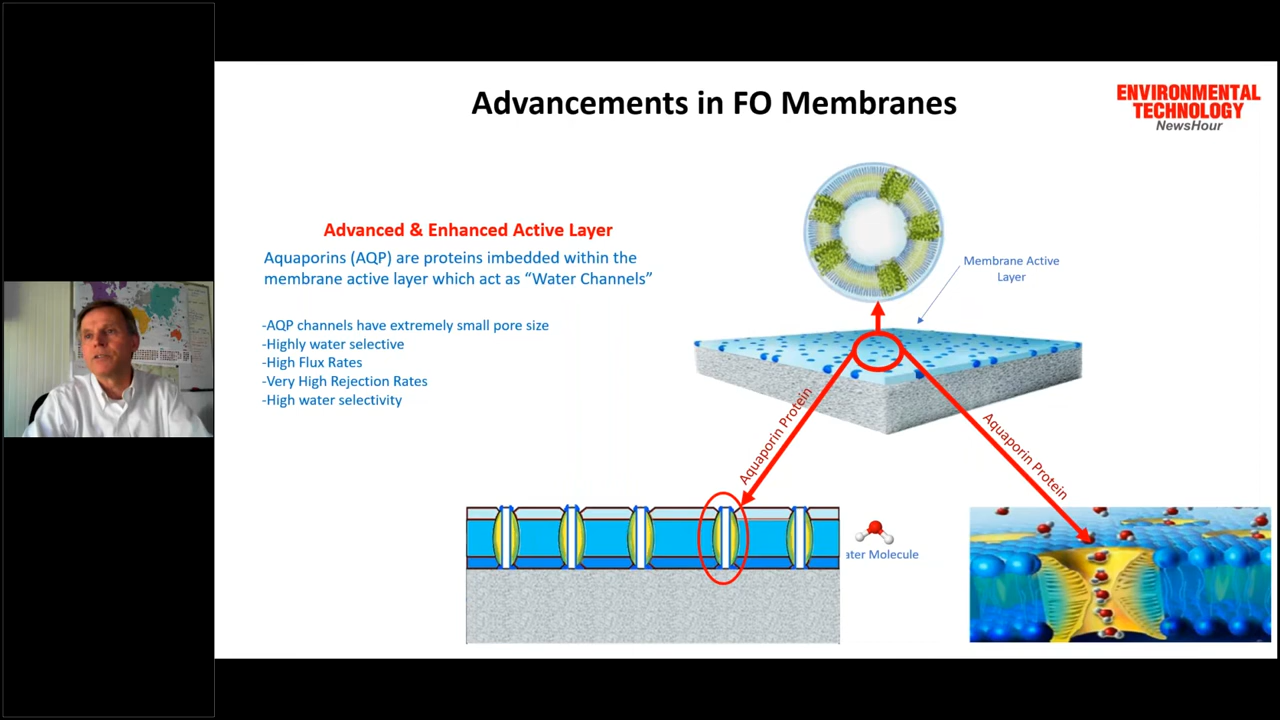 Advancements in FO Membranes
ENVIRONMENTAL
TECHNOLOGY
NewsHour
Advanced & Enhanced Active Layer
Aquaporins (AQP) are proteins imbedded within the
membrane active layer which act as “Water Channels”
-AQP channels have extremely small pore size
-Highly water selective
-High Flux Rates
-Very High Rejection Rates
-High water selectivity
Membrane Active
Layer
Aquaporin Protein
Aquaporin Protein
ater Molecule